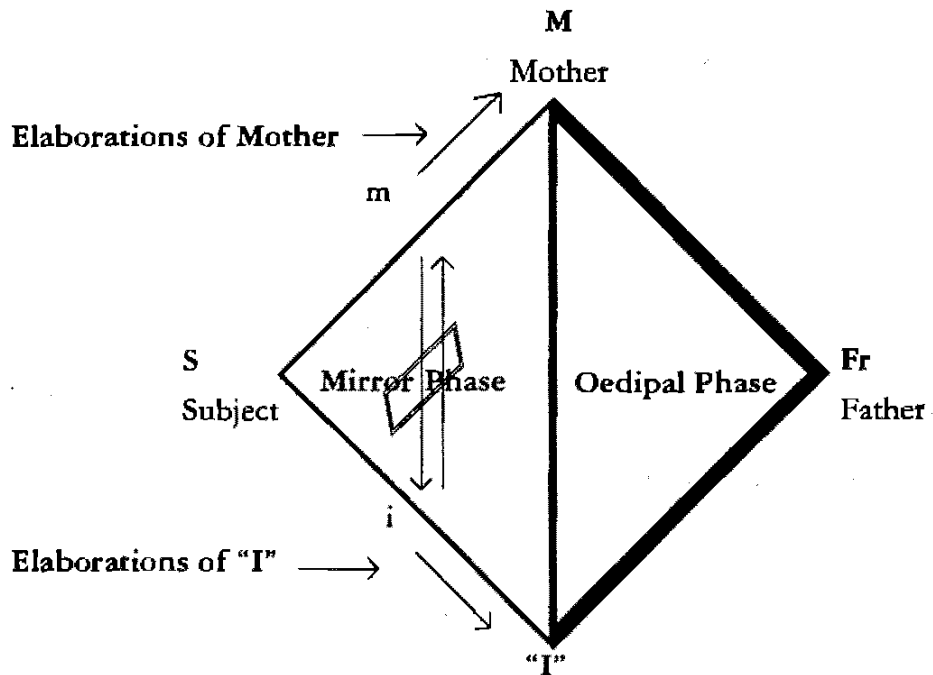 M
Mother
Elaborations of Mother
m
S
Subject
Mirror Phase
Oedipal Phase
Fr
Father
i
Elaborations of “I”
“I”